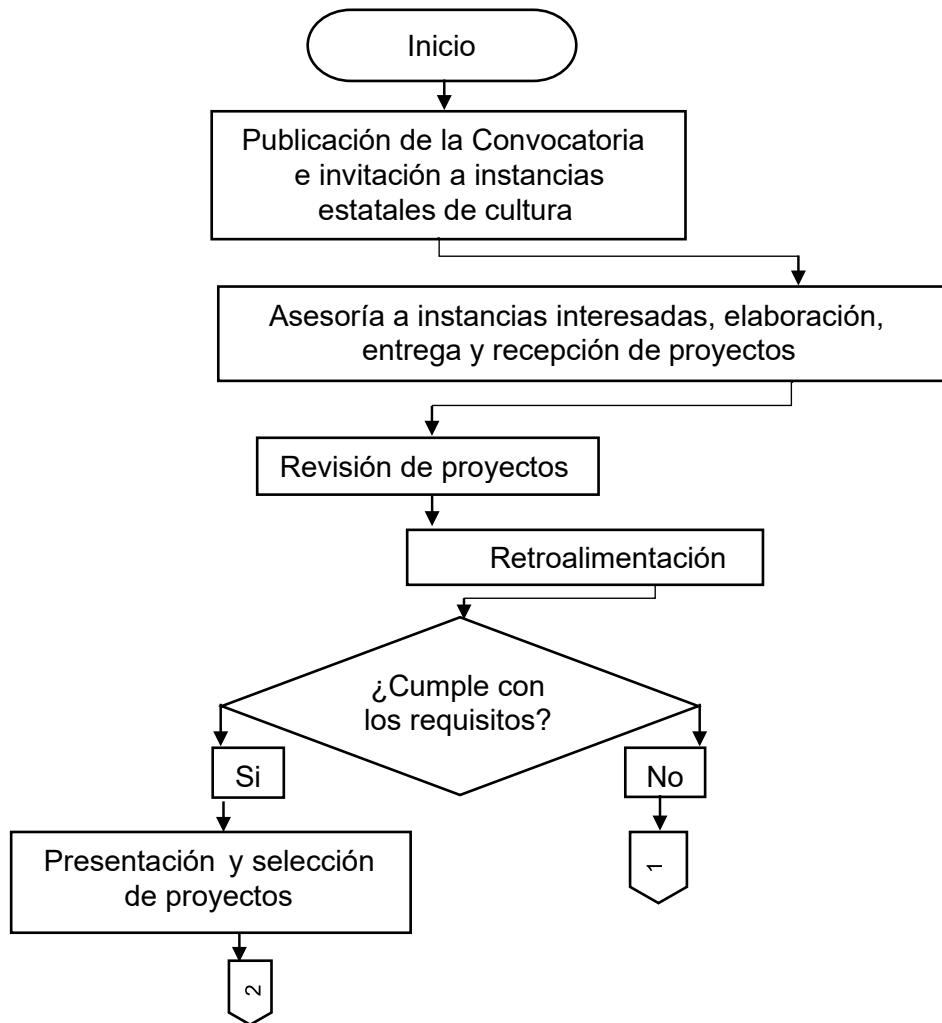 Inicio
Publicación de la Convocatoria
e invitación a instancias
estatales de cultura
Asesoría a instancias interesadas, elaboración,
entrega y recepción de proyectos
Revisión de proyectos
Retroalimentación
¿Cumple con
los requisitos?
Si
No
Presentación y selección
de proyectos
1
2